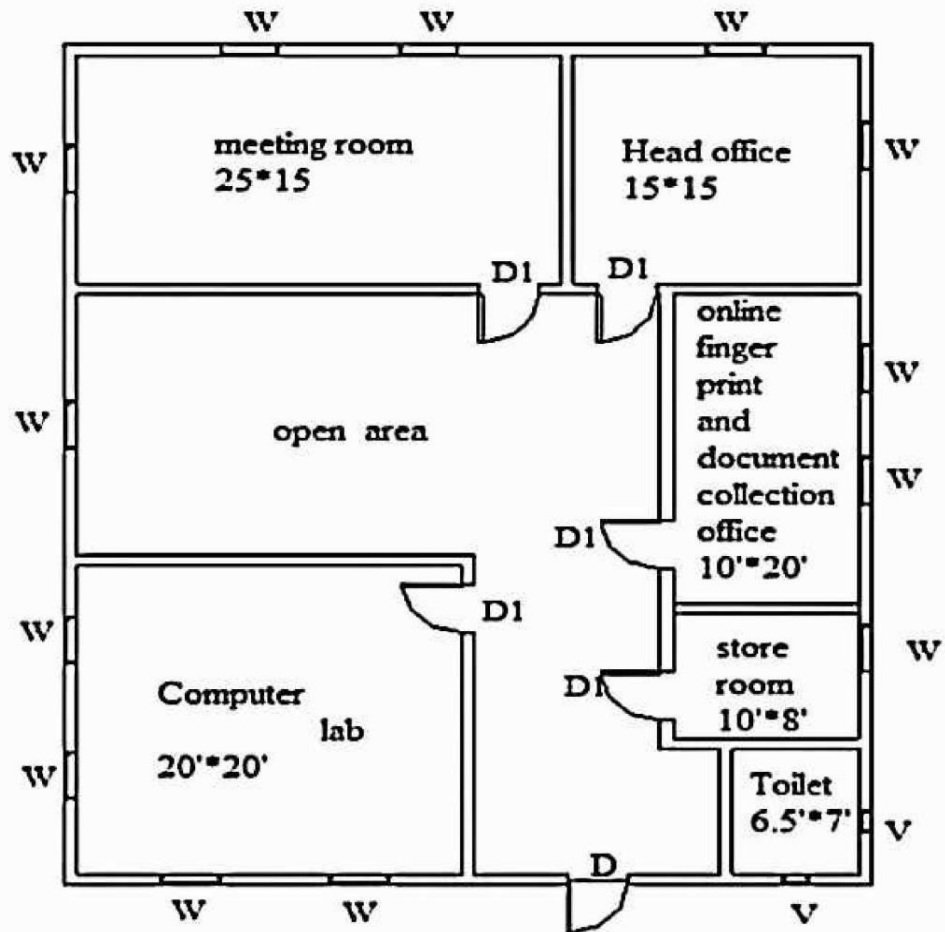 W W W
meeting room
25*15
Head office
15*15
W
W
D1
D1
online
finger
print
and
document
collection
office
10'*20'
W
W
W
open area
D1
D1
W
Computer
lab
20'*20'
W
D1
store
room
10'*8'
W
Toilet
6.5'*7'
V
D
W
W
V